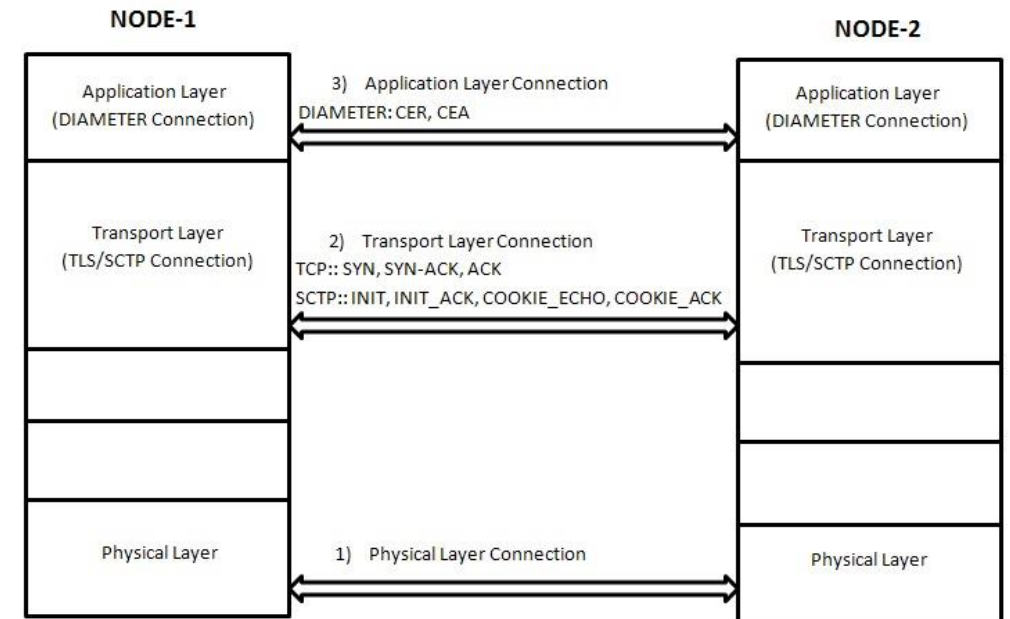 NODE-1
NODE-2
Application Layer
(DIAMETER Connection)
3) Application Layer Connection
DIAMETER: CER, CEA
Application Layer
(DIAMETER Connection)
Transport Layer
(TLS/SCTP Connection)
2) Transport Layer Connection
TCP:: SYN, SYN-ACK, ACK
SCTP:: INIT, INIT_ACK, COOKIE_ECHO, COOKIE_ACK
Transport Layer
(TLS/SCTP Connection)
Physical Layer
1) Physical Layer Connection
Physical Layer